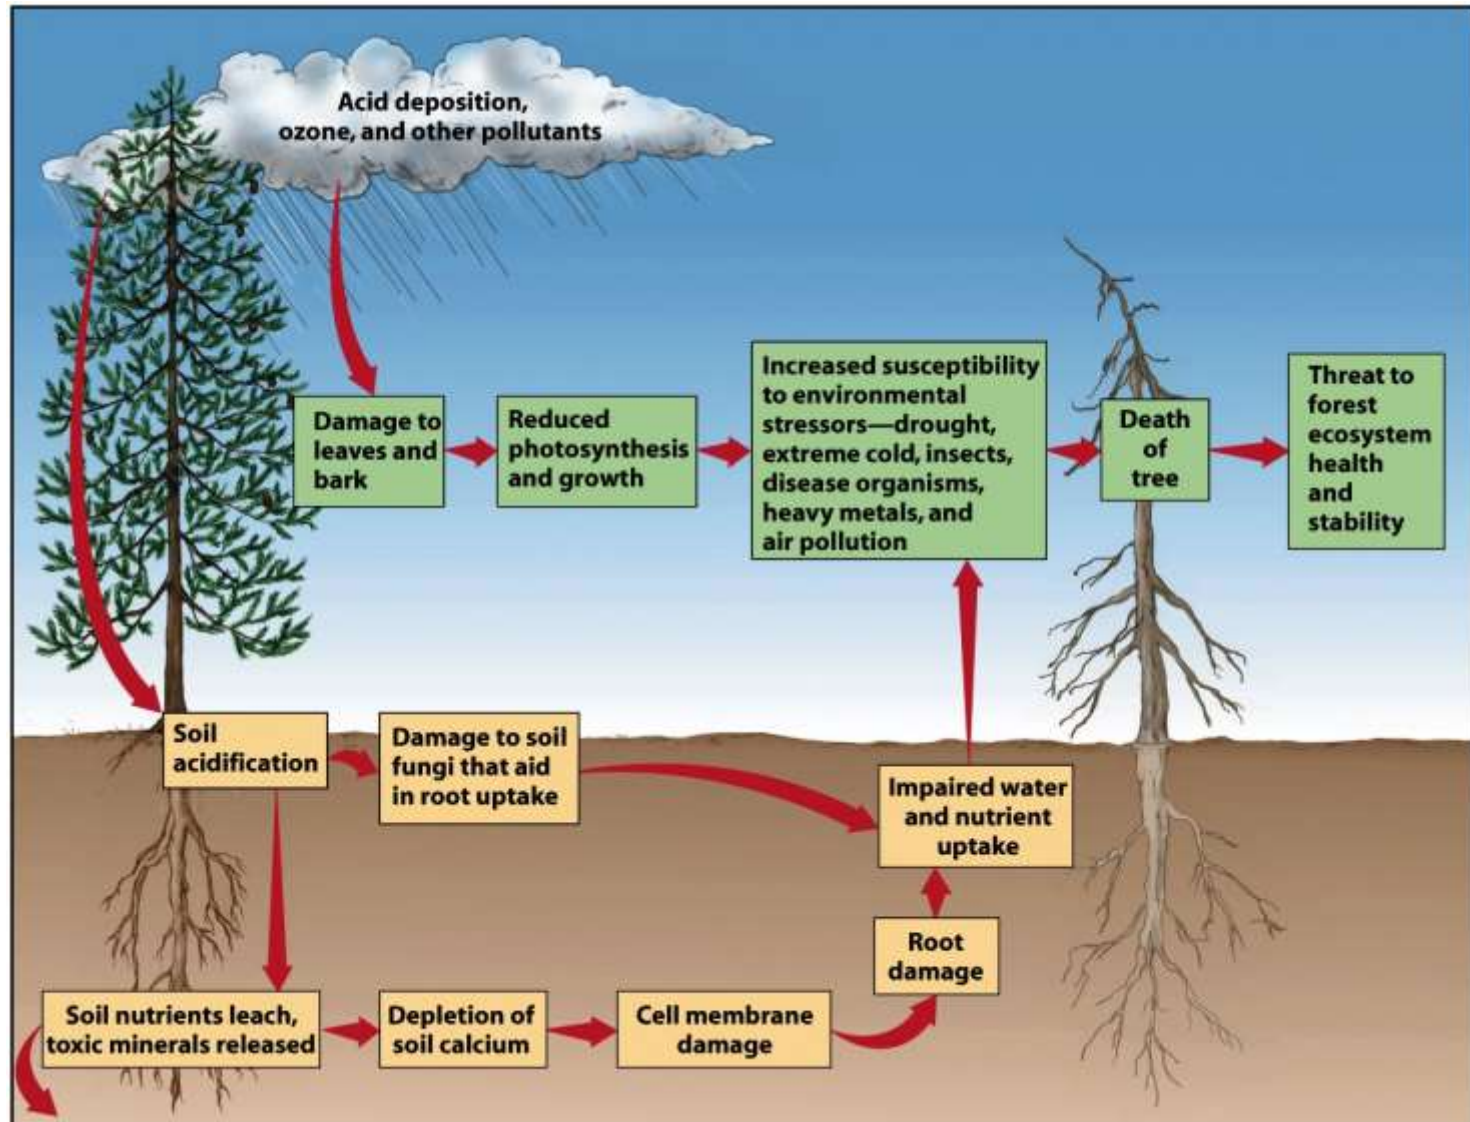 Acid deposition,
ozone, and other pollutants
Damage to
leaves and
bark
Reduced
photosynthesis
and growth
Increased susceptibility
to environmental
stressors—drought,
extreme cold, insects,
disease organisms,
heavy metals, and
air pollution
Death
of
tree
Threat to
forest
ecosystem
health
and
stability
Soil
acidification
Damage to soil
fungi that aid
in root uptake
Impaired water
and nutrient
uptake
Root
damage
Soil nutrients leach,
toxic minerals released
Depletion of
soil calcium
Cell membrane
damage